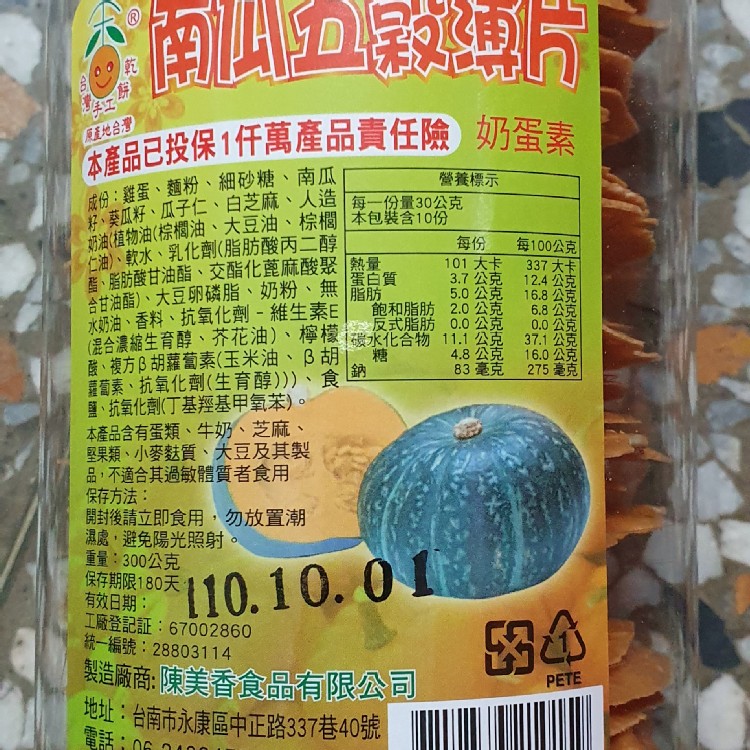 南瓜五穀薄片
®
台灣手工乾餅
原產地台灣
本產品已投保1仟萬產品責任險
奶蛋素
成份：雞蛋、麵粉、細砂糖、南瓜
籽、葵瓜籽、瓜子仁、白芝麻、人造
奶油(植物油(棕櫚油、大豆油、棕櫚
仁油)、軟水、乳化劑(脂肪酸丙二醇
酯、脂肪酸甘油酯、交酯化蓖麻酸聚
合甘油酯)、大豆卵磷脂、奶粉、無
水奶油、香料、抗氧化劑-維生素E
(混合濃縮生育醇、芥花油)、檸檬
酸、複方β胡蘿蔔素(玉米油、β胡
蘿蔔素、抗氧化劑(生育醇)))、食
鹽、抗氧化劑(丁基羥基甲氧苯)。
營養標示
每一份量30公克
本包裝含10份
每份 每100公克
熱量 101 大卡 337 大卡
蛋白質 3.7 公克 12.4 公克
脂肪 5.0 公克 16.8 公克
飽和脂肪 2.0 公克 6.8 公克
反式脂肪 0.0 公克 0.0 公克
碳水化合物 11.1 公克 37.1 公克
糖 4.8 公克 16.0 公克
鈉 83 毫克 275 毫克
本產品含有蛋類、牛奶、芝麻、
堅果類、小麥麩質、大豆及其製
品，不適合其過敏體質者食用
保存方法：
開封後請立即食用，勿放置潮
濕處，避免陽光照射。
重量：300公克
保存期限180天
有效日期：
110.10.01
工廠登記証：67002860
統一編號：28803114
製造廠商:陳美香食品有限公司
地址：台南市永康區中正路337巷40號
電話：06
1
PETE